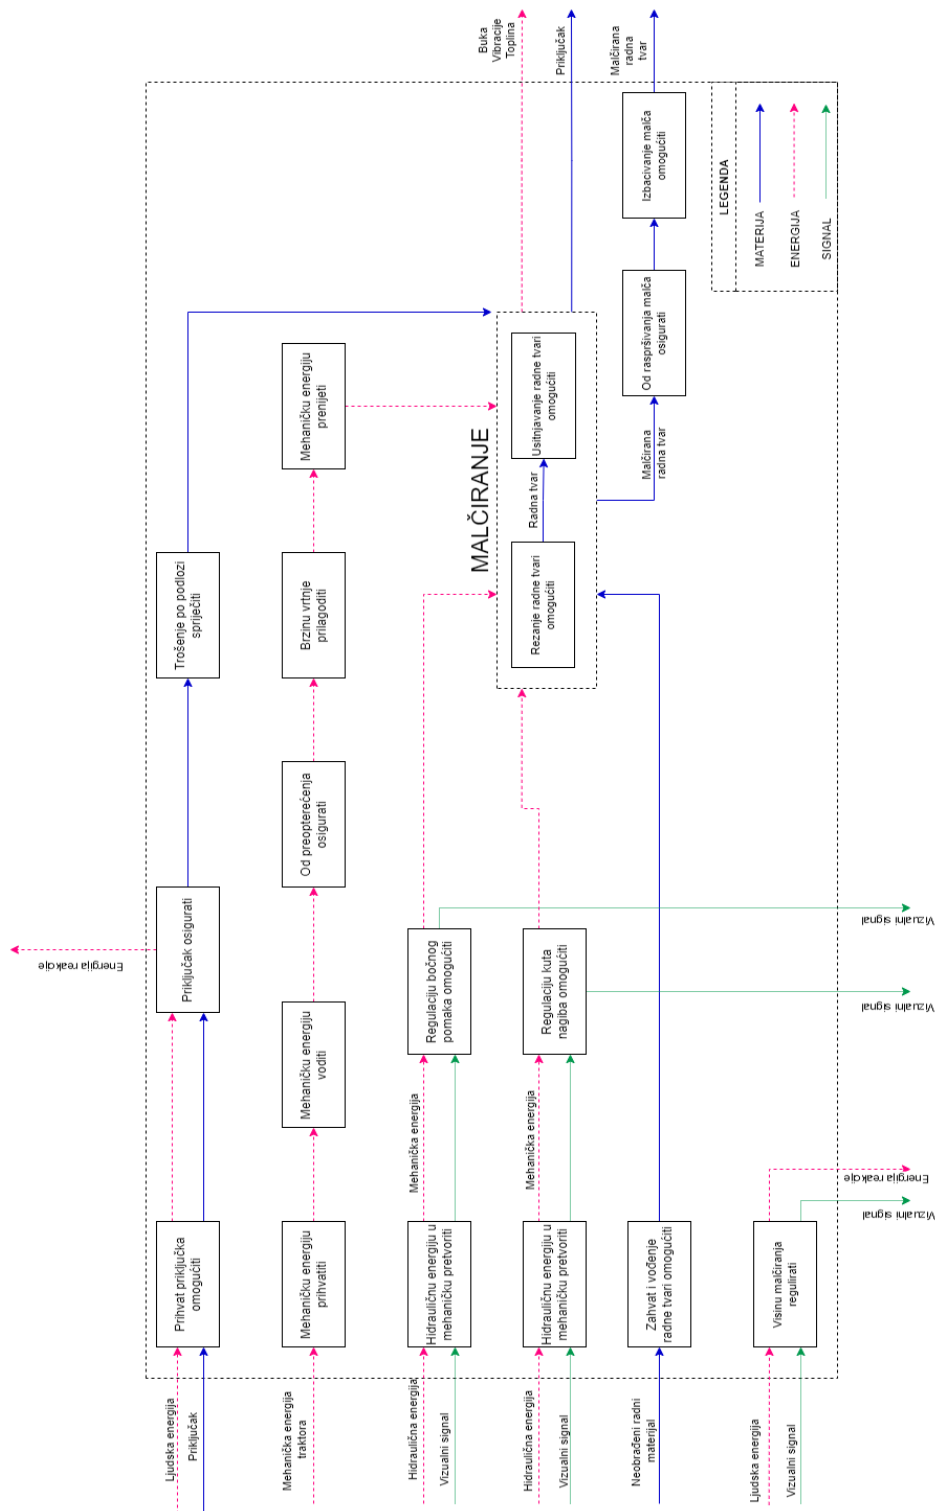 Ljudska energija
Priključak
Prihvat priključka
omogućiti
Priključak osigurati
Energija reakcije
Trošenje po podlozi
spriječiti
Mehanička energija
traktora
Mehaničku energiju
prihvatiti
Mehaničku energiju
voditi
Od preopterećenja
osigurati
Brzinu vrtnje
prilagoditi
Mehaničku energiju
prenijeti
Hidraulična energija
Vizualni signal
Hidrauličnu energiju u
mehaničku pretvoriti
Mehanička energija
Regulaciju bočnog
pomaka omogućiti
Vizualni signal
Hidraulična energija
Vizualni signal
Hidrauličnu energiju u
mehaničku pretvoriti
Mehanička energija
Regulaciju kuta
nagiba omogućiti
Vizualni signal
MALČIRANJE
Rezanje radne tvari
omogućiti
Radna tvar
Usitnjavanje radne tvari
omogućiti
Buka
Vibracije
Toplina
Priključak
Neobrađeni radni
materijal
Zahvat i vođenje
radne tvari omogućiti
Malčirana
radna tvar
Od raspršivanja malča
osigurati
Izbacivanje malča
omogućiti
Malčirana
radna
tvar
Ljudska energija
Vizualni signal
Visinu malčiranja
regulirati
Energija reakcije
Vizualni signal
LEGENDA
MATERIJA
ENERGIJA
SIGNAL